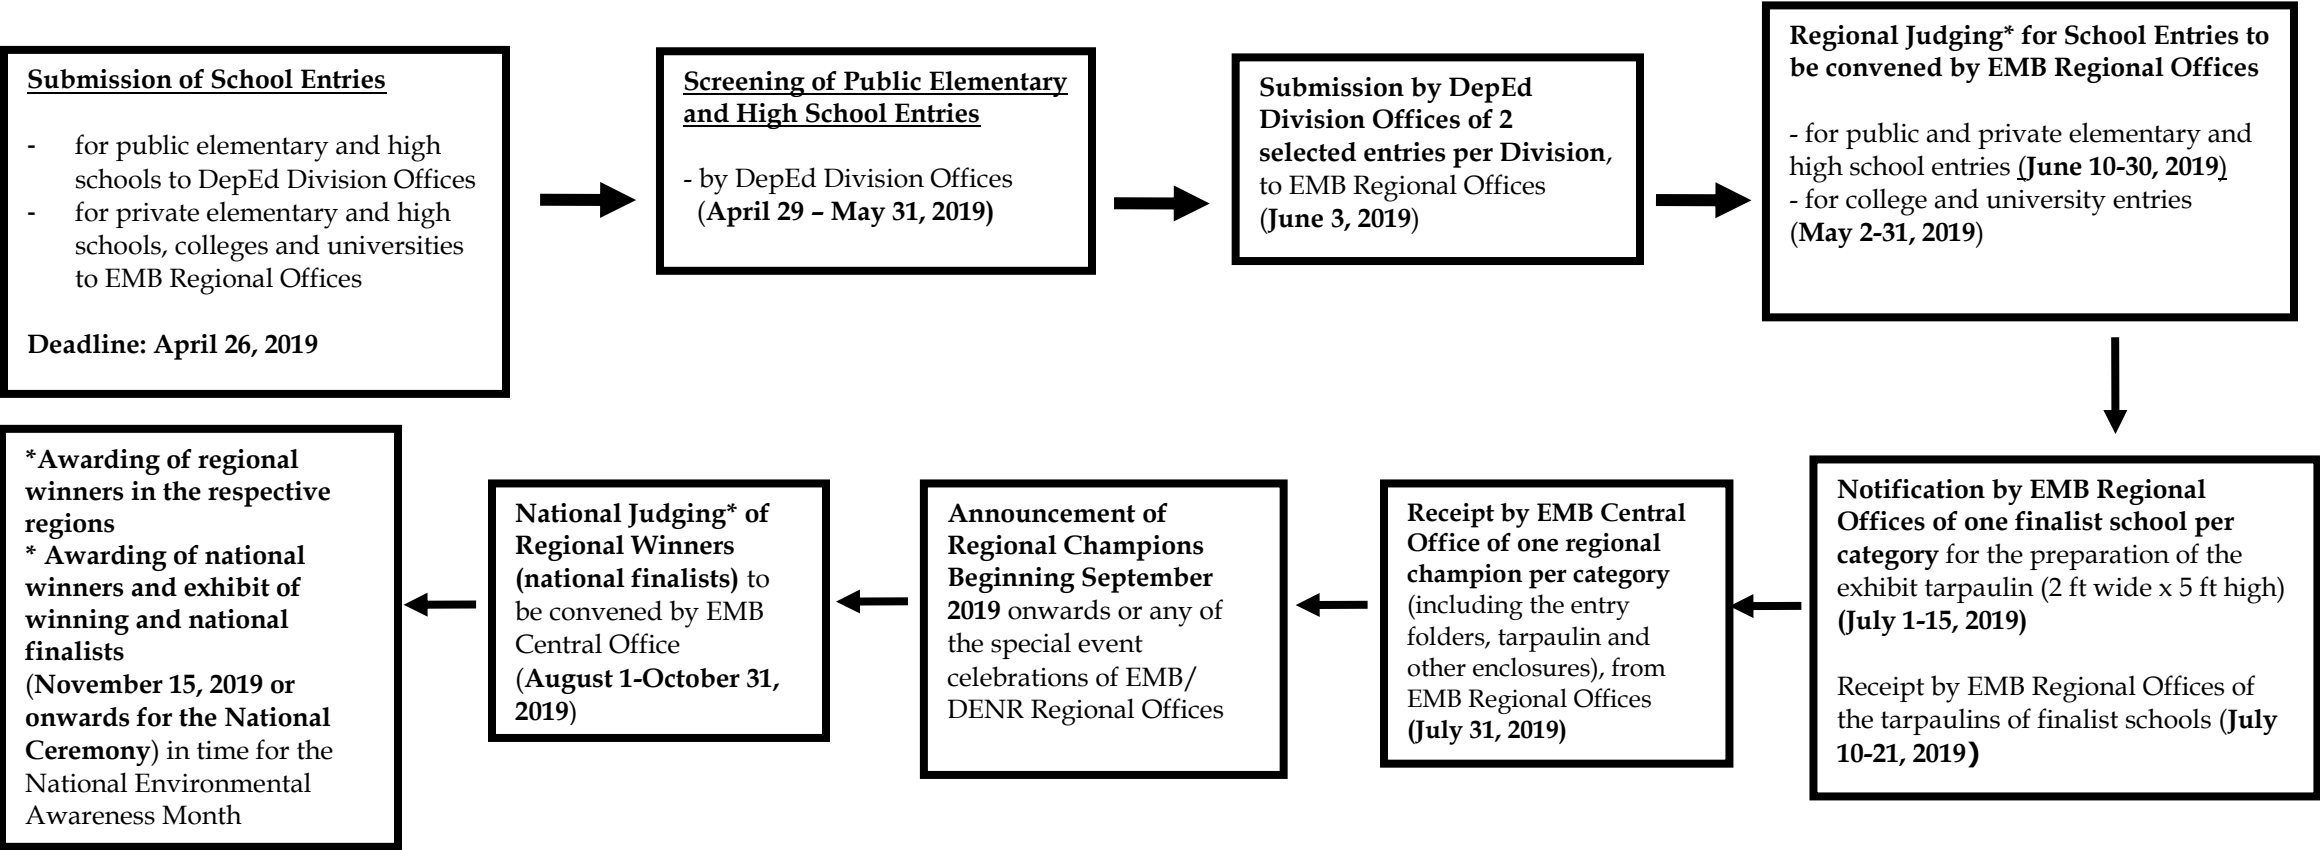 Submission of School Entries
- for public elementary and high
schools to DepEd Division Offices
- for private elementary and high
schools, colleges and universities
to EMB Regional Offices
Deadline: April 26, 2019
Screening of Public Elementary
and High School Entries
- by DepEd Division Offices
(April 29 – May 31, 2019)
Submission by DepEd
Division Offices of 2
selected entries per Division,
to EMB Regional Offices
(June 3, 2019)
Regional Judging* for School Entries to
be convened by EMB Regional Offices
- for public and private elementary and
high school entries (June 10-30, 2019)
- for college and university entries
(May 2-31, 2019)
Notification by EMB Regional
Offices of one finalist school per
category for the preparation of the
exhibit tarpaulin (2 ft wide x 5 ft high)
(July 1-15, 2019)
Receipt by EMB Regional Offices of
the tarpaulins of finalist schools (July
10-21, 2019)
Receipt by EMB Central
Office of one regional
champion per category
(including the entry
folders, tarpaulin and
other enclosures), from
EMB Regional Offices
(July 31, 2019)
Announcement of
Regional Champions
Beginning September
2019 onwards or any of
the special event
celebrations of EMB/
DENR Regional Offices
National Judging* of
Regional Winners
(national finalists) to
be convened by EMB
Central Office
(August 1-October 31,
2019)
*Awarding of regional
winners in the respective
regions
* Awarding of national
winners and exhibit of
winning and national
finalists
(November 15, 2019 or
onwards for the National
Ceremony) in time for the
National Environmental
Awareness Month